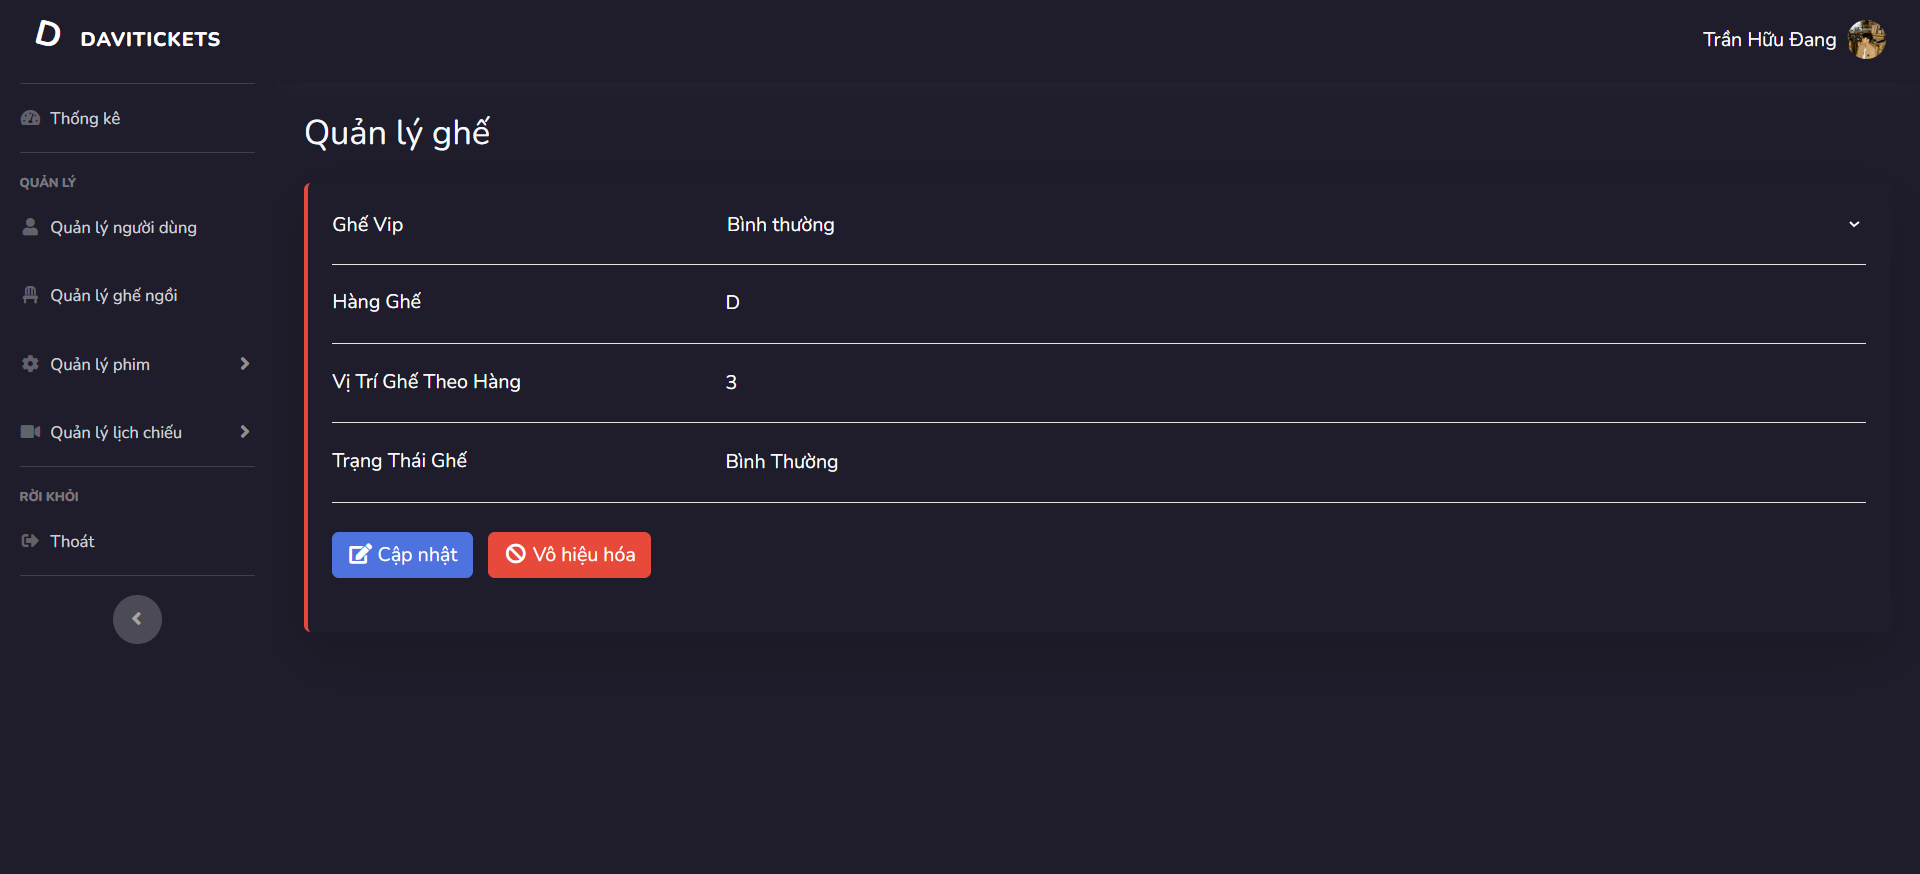 D DAVITICKETS
Trần Hữu Đang
Thống kê
QUẢN LÝ
Quản lý người dùng
Quản lý ghế ngồi
Quản lý phim
Quản lý lịch chiếu
RỜI KHỎI
Thoát
Quản lý ghế
Ghế Vip Bình thường
Hàng Ghế D
Vị Trí Ghế Theo Hàng 3
Trạng Thái Ghế Bình Thường
Cập nhật Vô hiệu hóa